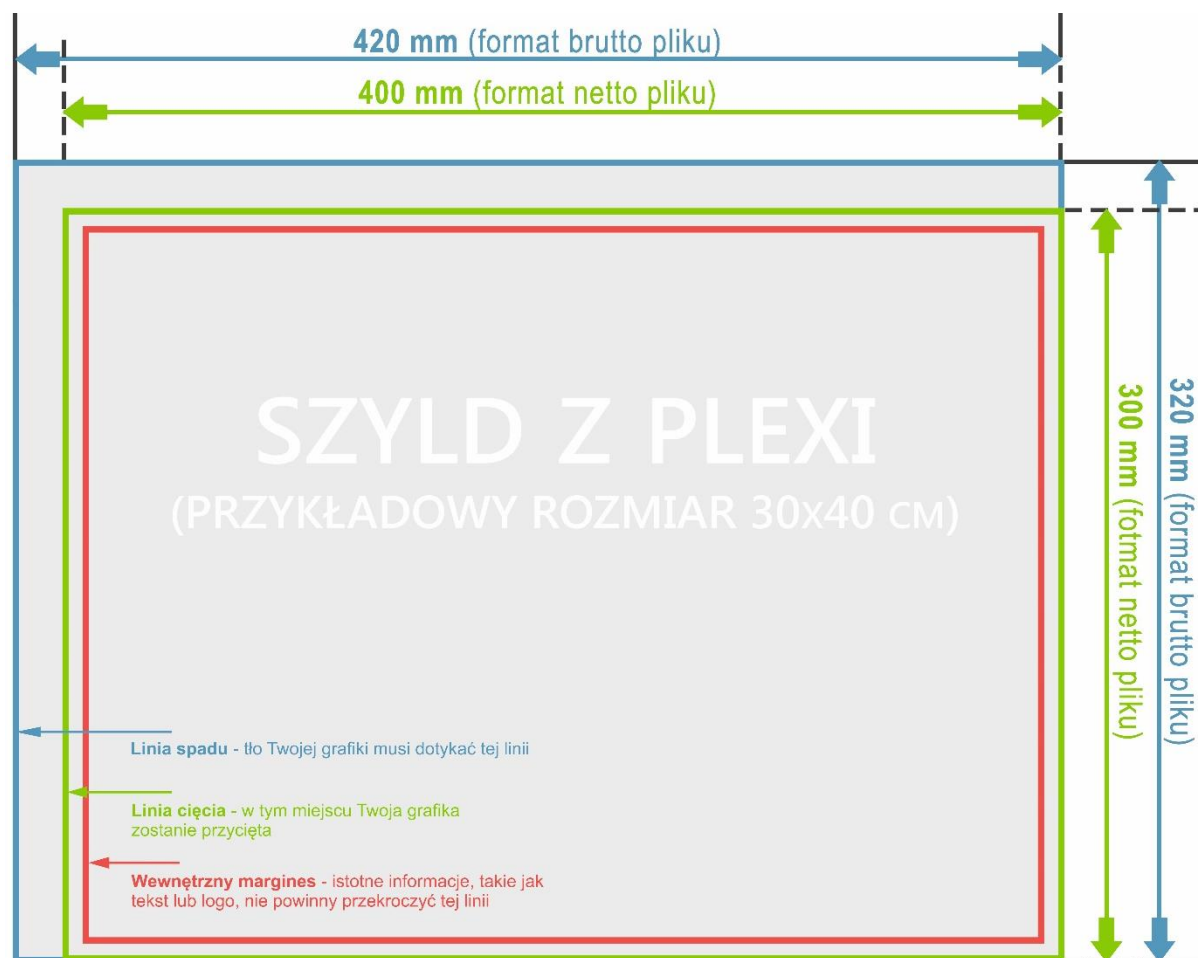 420 mm (format brutto pliku)
400 mm (format netto pliku)
SZYLD Z PLEXI
(PRZYKŁADOWY ROZMIAR 30x40 CM)
300 mm (fotmat netto pliku)
320 mm (format brutto pliku)
Linia spadu - tło Twojej grafiki musi dotykać tej linii
Linia cięcia - w tym miejscu Twoja grafika
zostanie przycięta
Wewnętrzny margines - istotne informacje, takie jak
tekst lub logo, nie powinny przekroczyć tej linii